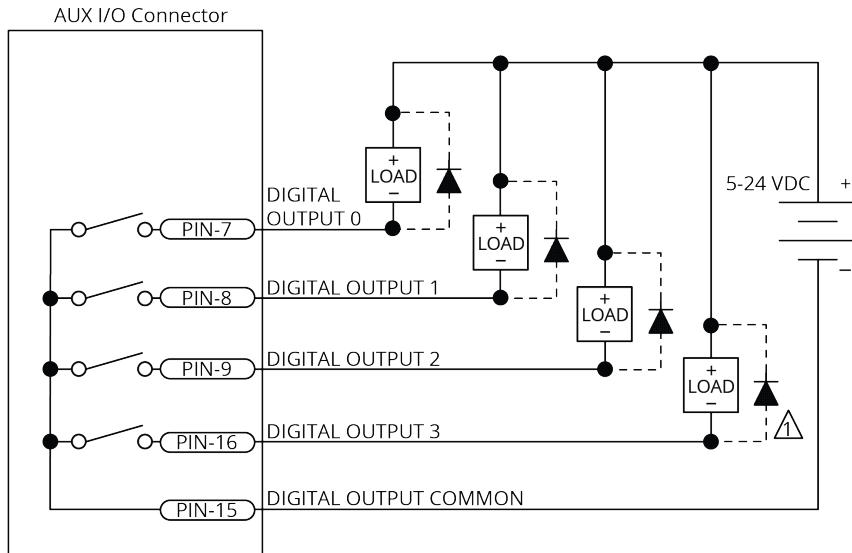 AUX I/O Connector
+
LOAD
−
5-24 VDC
+
−
DIGITAL
OUTPUT 0
PIN-7
+
LOAD
−
DIGITAL OUTPUT 1
PIN-8
+
LOAD
−
DIGITAL OUTPUT 2
PIN-9
+
LOAD
−
1
DIGITAL OUTPUT 3
PIN-16
DIGITAL OUTPUT COMMON
PIN-15